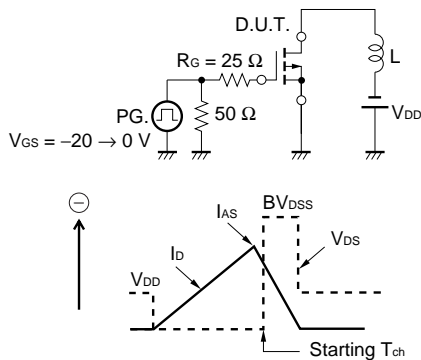 D.U.T.
RG = 25 Ω
L
PG.
50 Ω
VDD
VGS = −20 → 0 V
−
IAS
BVDSS
ID
VDS
VDD
Starting Tch